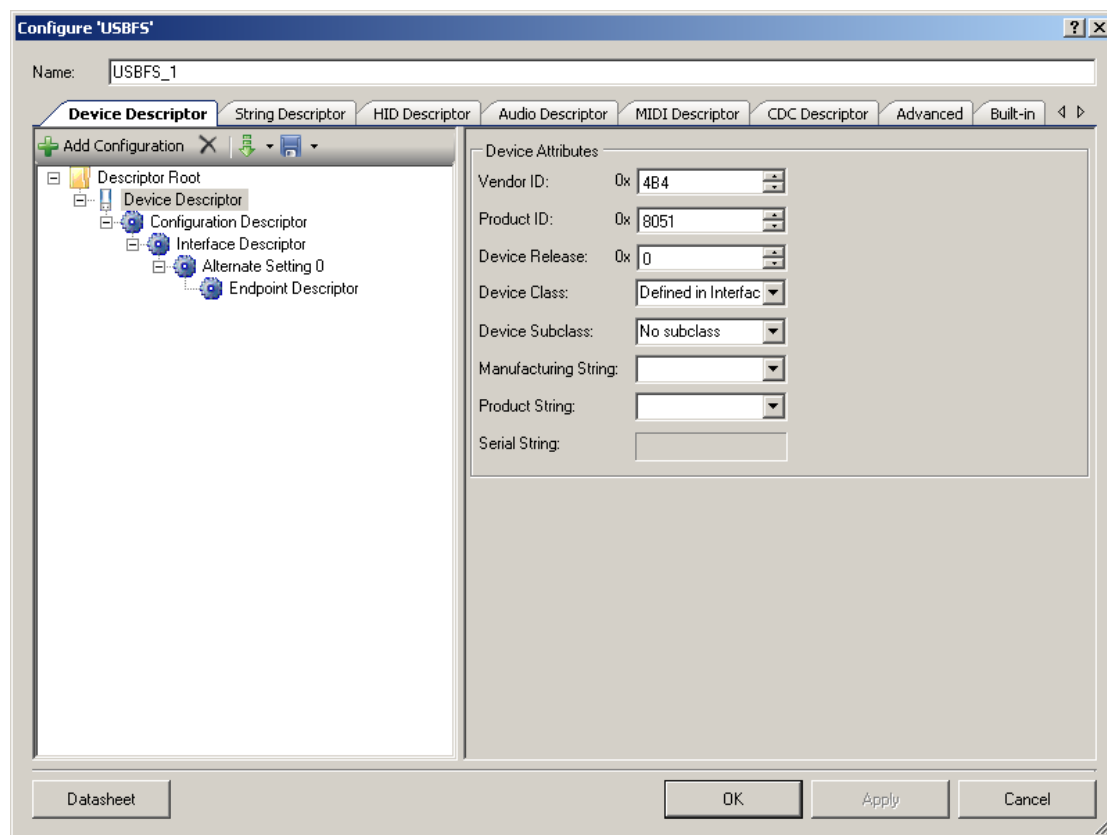 Configure 'USBFS'
Name: USBFS_1
Device Descriptor String Descriptor HID Descriptor Audio Descriptor MIDI Descriptor CDC Descriptor Advanced Built-in
Add Configuration
Descriptor Root
Device Descriptor
Configuration Descriptor
Interface Descriptor
Alternate Setting 0
Endpoint Descriptor
Device Attributes
Vendor ID: 0x 4B4
Product ID: 0x 8051
Device Release: 0x 0
Device Class: Defined in Interfac
Device Subclass: No subclass
Manufacturing String:
Product String:
Serial String:
Datasheet OK Apply Cancel